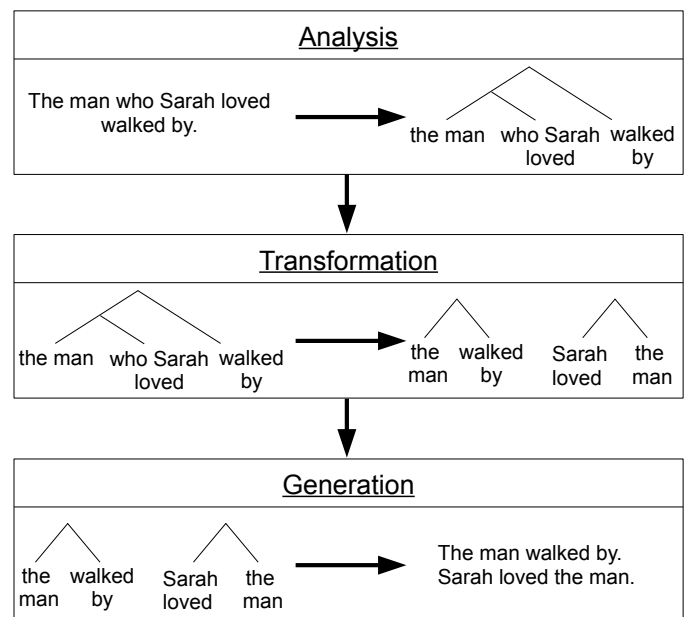 Analysis
The man who Sarah loved
walked by.
the man who Sarah walked
loved by
Transformation
the man who Sarah walked
loved by
the walked Sarah the
man by loved man
Generation
the walked Sarah the
man by loved man
The man walked by.
Sarah loved the man.